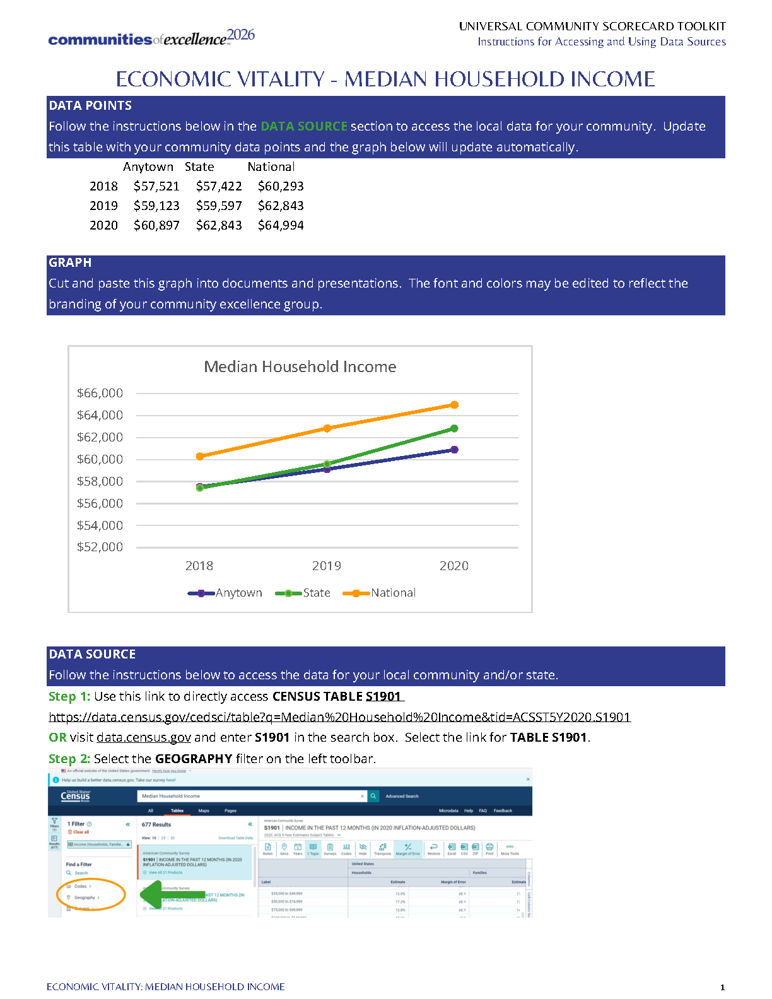 communitiesofexcellence2026
UNIVERSAL COMMUNITY SCORECARD TOOLKIT
Instructions for Accessing and Using Data Sources
ECONOMIC VITALITY - MEDIAN HOUSEHOLD INCOME
DATA POINTS
Follow the instructions below in the DATA SOURCE section to access the local data for your community.  Update
this table with your community data points and the graph below will update automatically.
Anytown State National
2018 $57,521 $57,422 $60,293
2019 $59,123 $59,597 $62,843
2020 $60,897 $62,843 $64,994
GRAPH
Cut and paste this graph into documents and presentations.  The font and colors may be edited to reflect the
branding of your community excellence group.
Median Household Income
$66,000
$64,000
$62,000
$60,000
$58,000
$56,000
$54,000
$52,000
2018 2019 2020
Anytown State National
DATA SOURCE
Follow the instructions below to access the data for your local community and/or state.
Step 1: Use this link to directly access CENSUS TABLE S1901
https://data.census.gov/cedsci/table?q=Median%20Household%20Income&tid=ACSST5Y2020.S1901
OR visit data.census.gov and enter S1901 in the search box.  Select the link for TABLE S1901.
Step 2: Select the GEOGRAPHY filter on the left toolbar.
An official website of the United States government Here's how you know
Help us build a better data.census.gov. Take our survey here! ×
United States® Census Bureau
Median Household Income × Advanced Search
All Tables Maps Pages Microdata Help FAQ Feedback
Filters (1)
Results (677)
1 Filter
Clear all
Income (Households, Familie...
Find a Filter
Search
Codes
Geography
677 Results
View: 10 | 25 | 50 Download Table Data
American Community Survey
S1901 | INCOME IN THE PAST 12 MONTHS (IN 2020
INFLATION-ADJUSTED DOLLARS)
View All 21 Products
mmunity Survey
AST 12 MONTHS (IN
ATION-ADJUSTED DOLLARS)
View All 21 Products
American Community Survey
S1901 | INCOME IN THE PAST 12 MONTHS (IN 2020 INFLATION-ADJUSTED DOLLARS)
2020: ACS 5-Year Estimates Subject Tables
Notes Geos Years 1 Topic Surveys Codes Hide Transpose Margin of Error Restore Excel CSV ZIP Print More Tools
United States
Households Families
Label Estimate Margin of Error Estimate
$35,000 to $49,999 12.0% ±0.1
$50,000 to $74,999 17.2% ±0.1
$75,000 to $99,999 12.8% ±0.1
ECONOMIC VITALITY: MEDIAN HOUSEHOLD INCOME
1